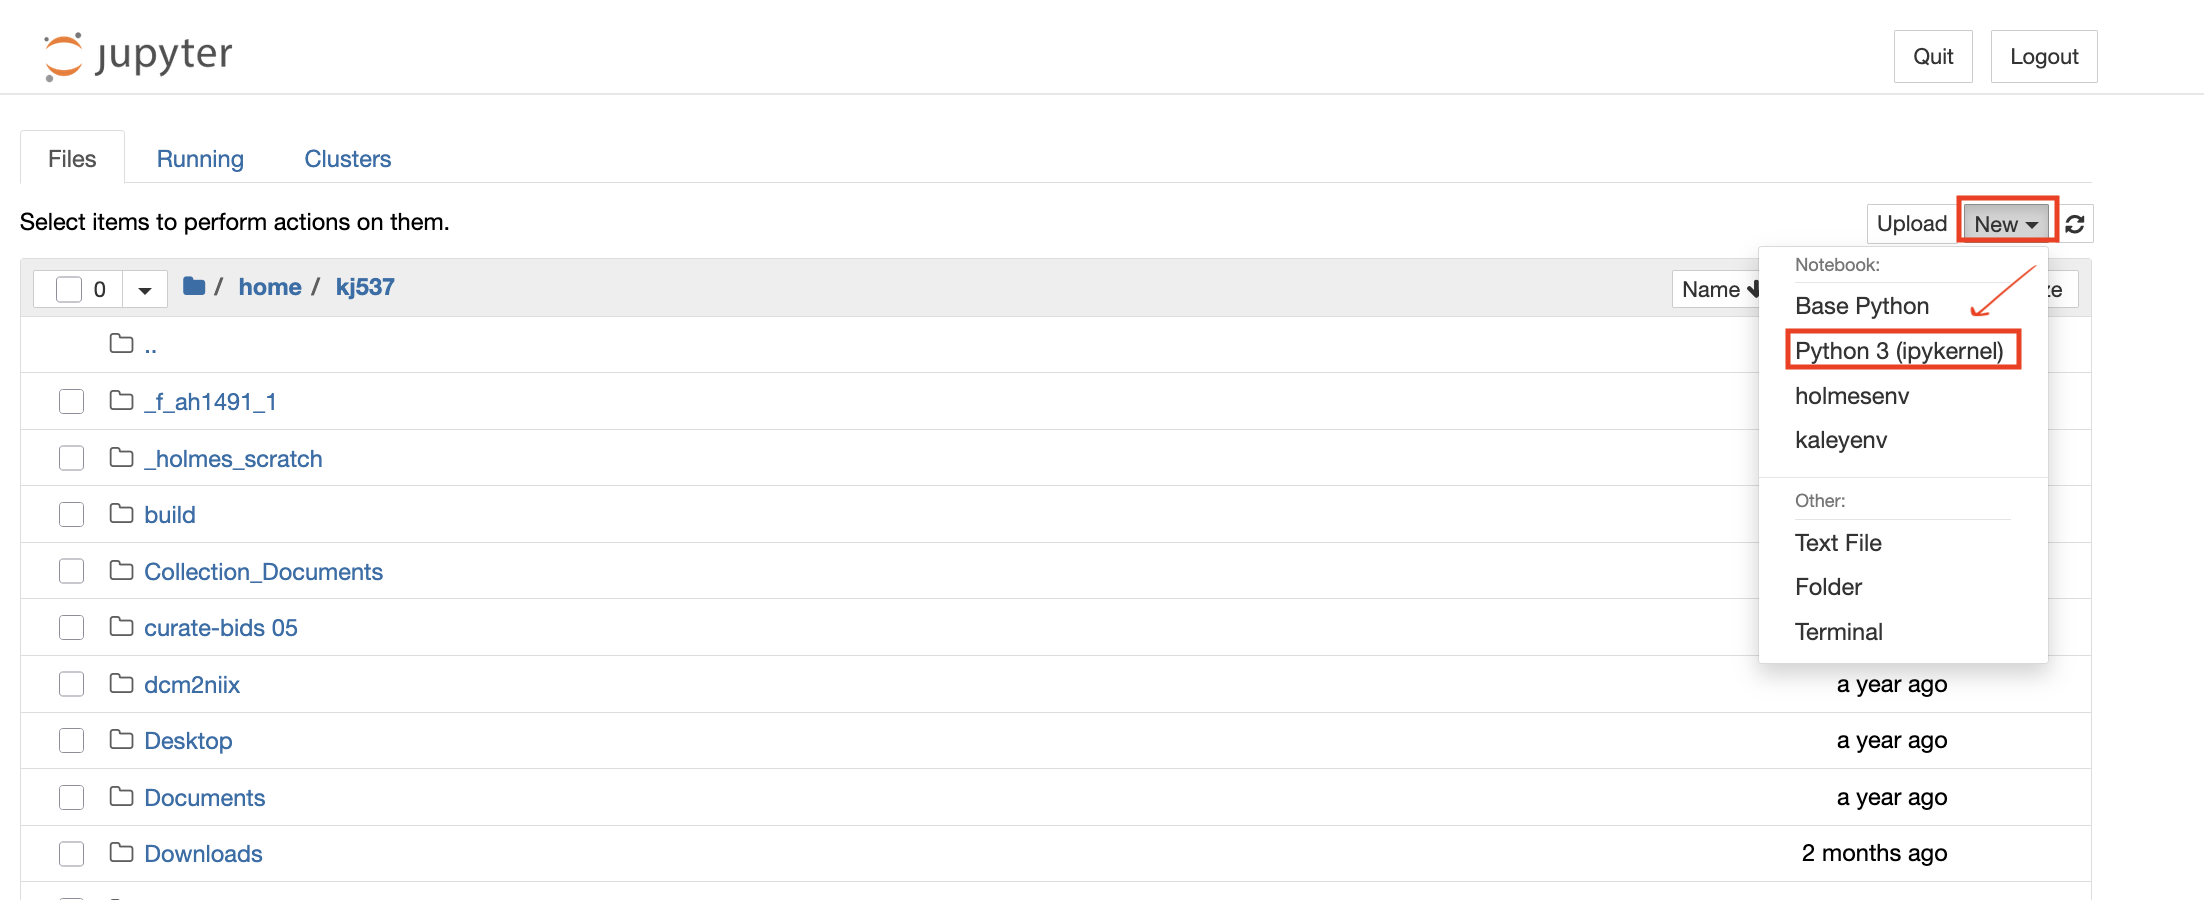 jupyter
Quit
Logout
Files
Running
Clusters
Select items to perform actions on them.
Upload
New
0
/ home / kj537
Name
Notebook:
Base Python
Python 3 (ipykernel)
holmesenv
kaleyenv
Other:
Text File
Folder
Terminal
..
_f_ah1491_1
_holmes_scratch
build
Collection_Documents
curate-bids 05
dcm2niix
a year ago
Desktop
a year ago
Documents
a year ago
Downloads
2 months ago